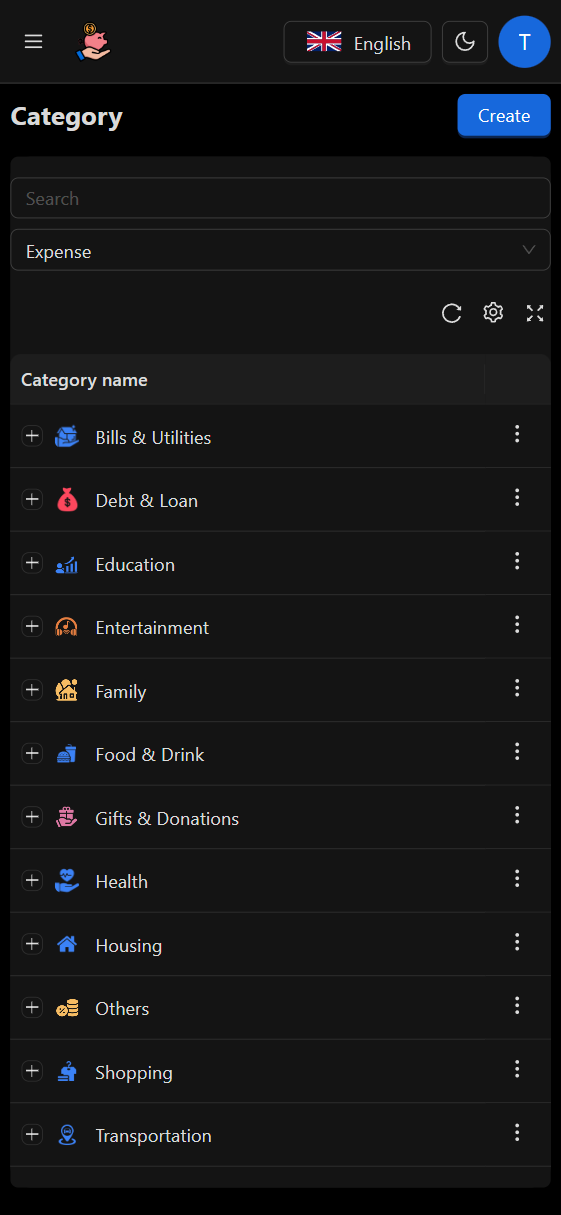 English
T
Category
Create
Search
Expense
Category name
Bills & Utilities
Debt & Loan
Education
Entertainment
Family
Food & Drink
Gifts & Donations
Health
Housing
Others
Shopping
Transportation